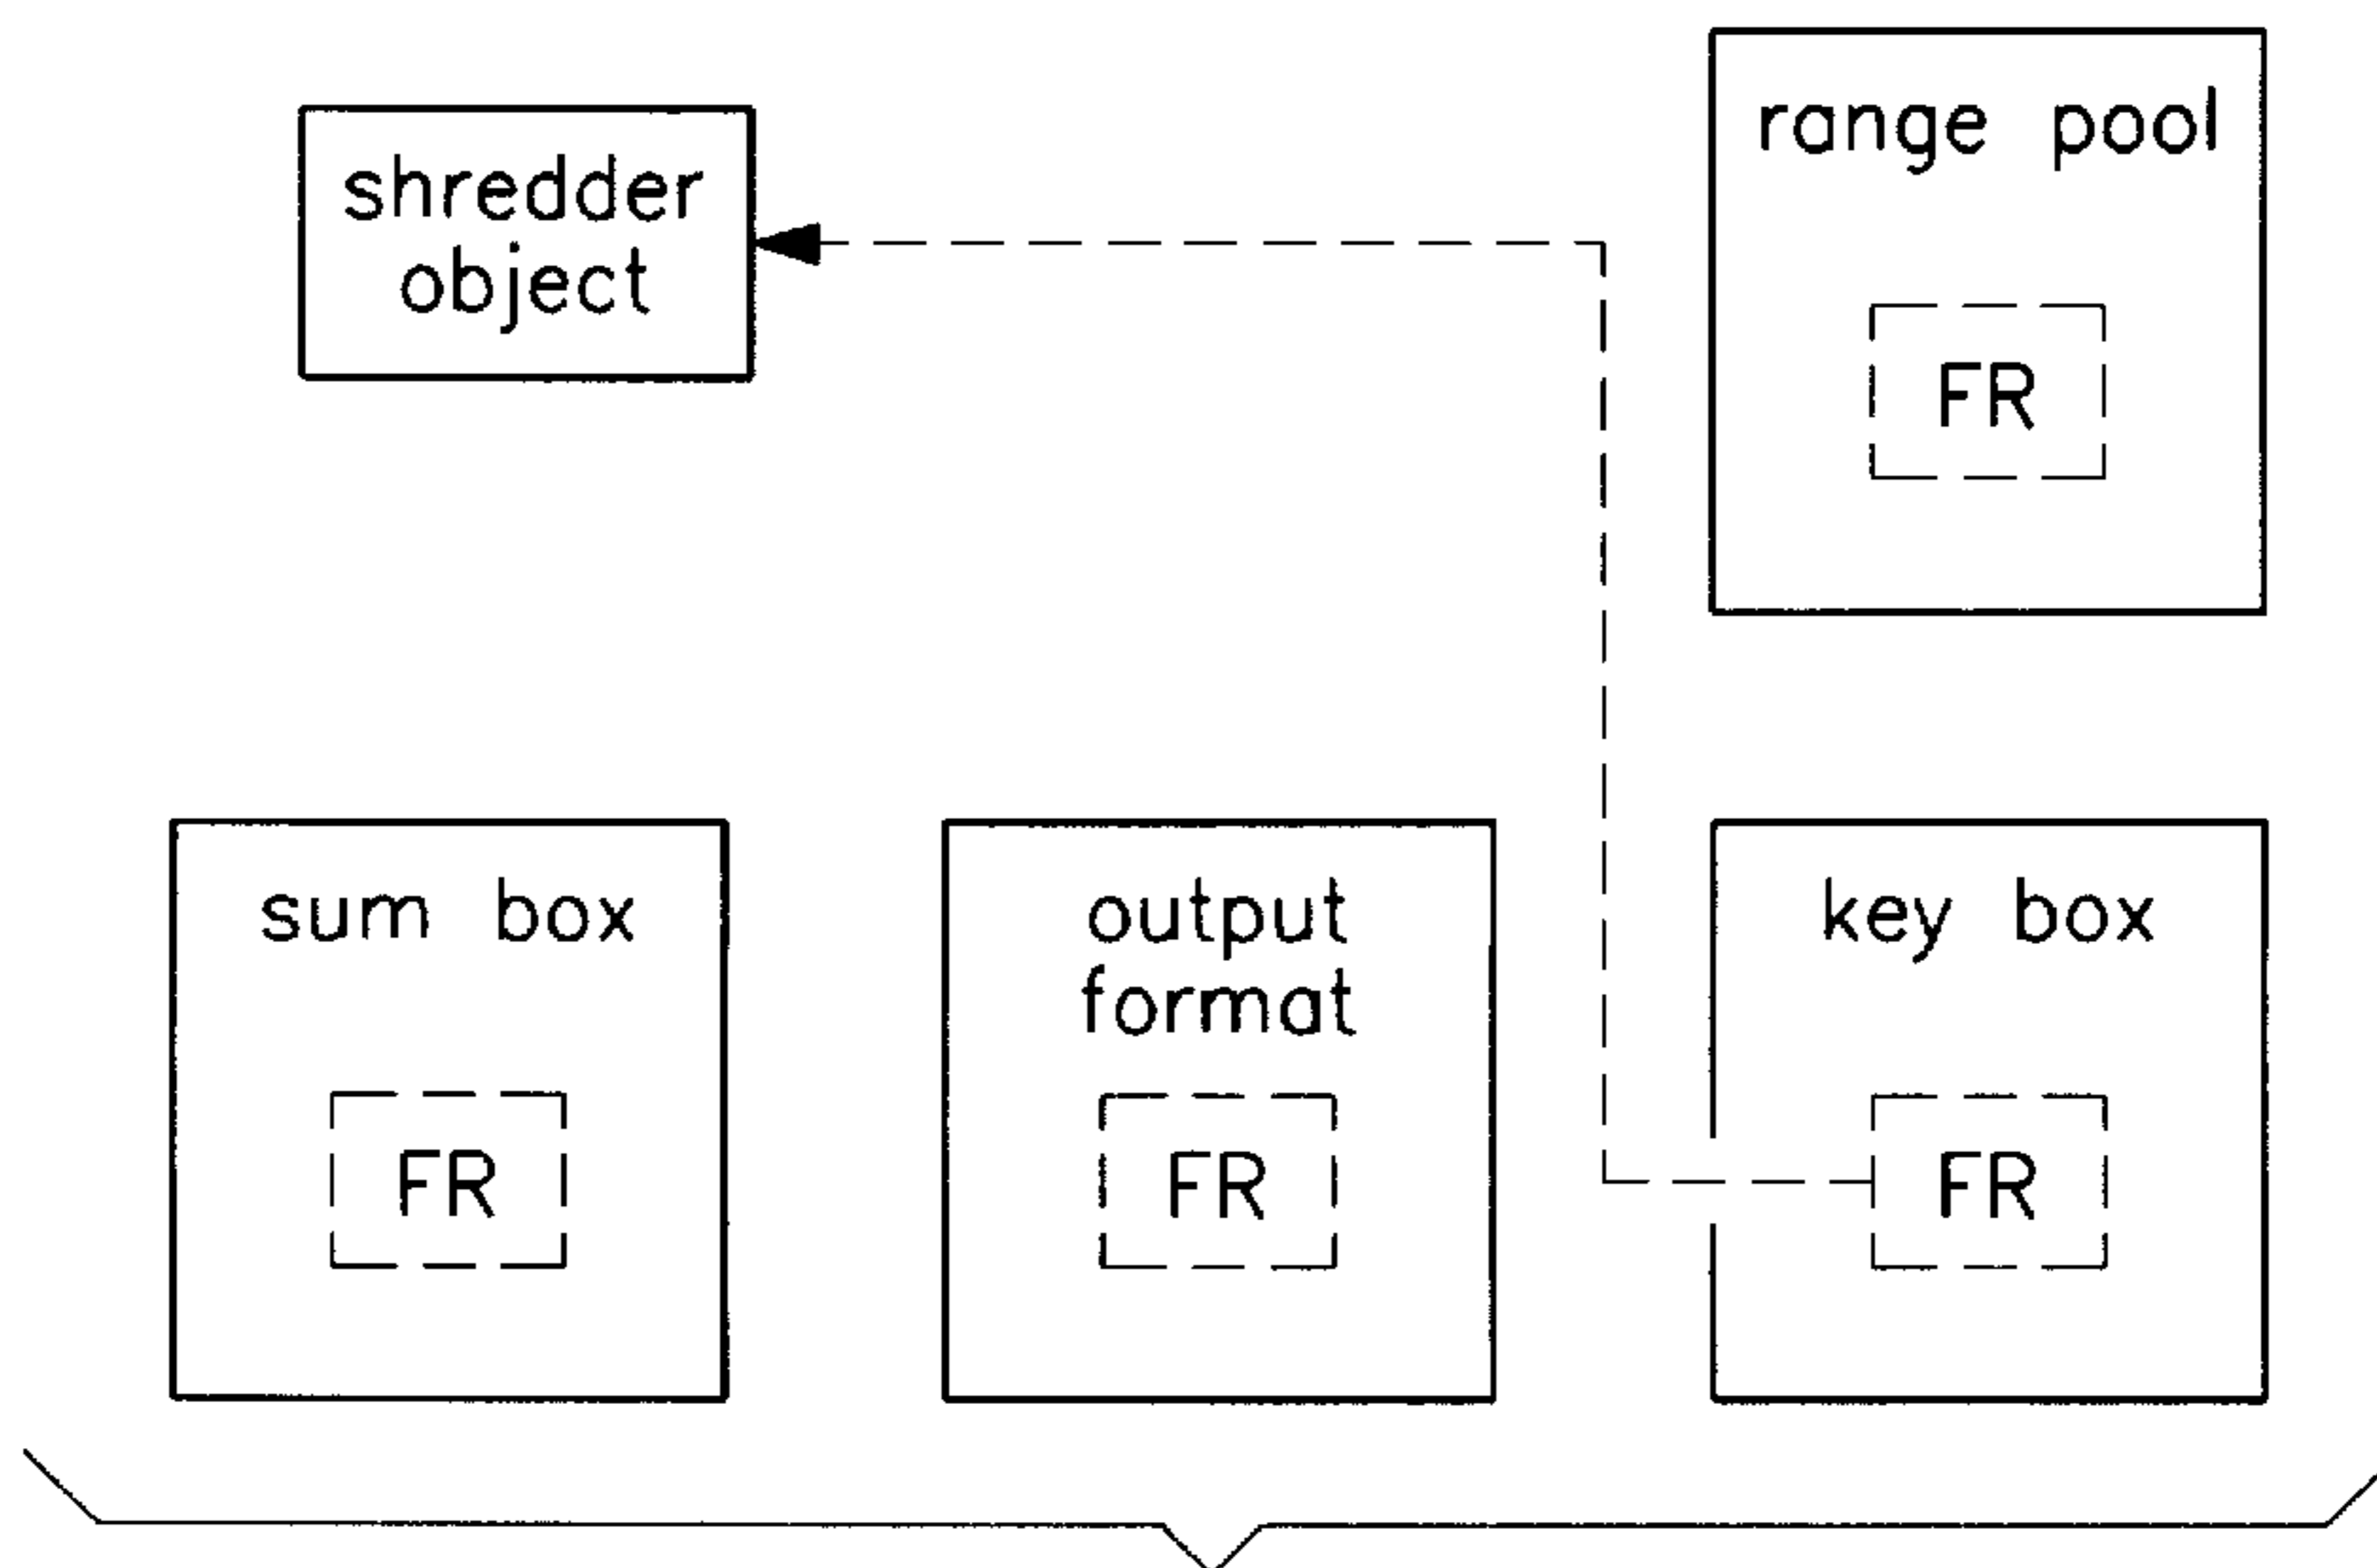 shredder
object
range pool
FR
sum box
FR
output
format
FR
key box
FR